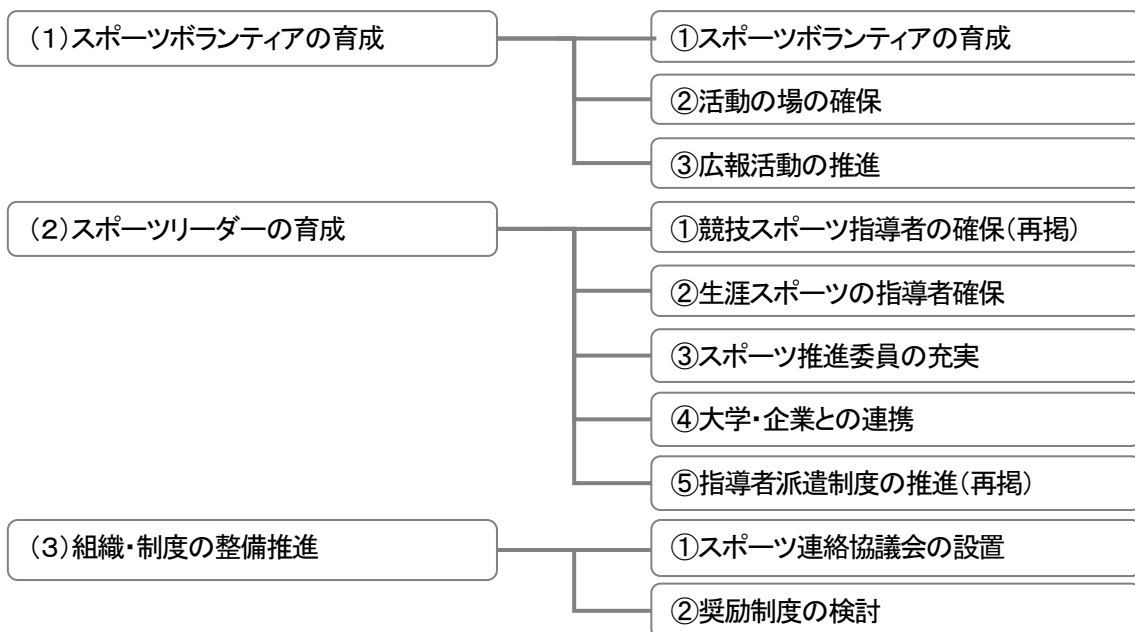 (1)スポーツボランティアの育成
①スポーツボランティアの育成
②活動の場の確保
③広報活動の推進
(2)スポーツリーダーの育成
①競技スポーツ指導者の確保(再掲)
②生涯スポーツの指導者確保
③スポーツ推進委員の充実
④大学・企業との連携
⑤指導者派遣制度の推進(再掲)
(3)組織・制度の整備推進
①スポーツ連絡協議会の設置
②奨励制度の検討